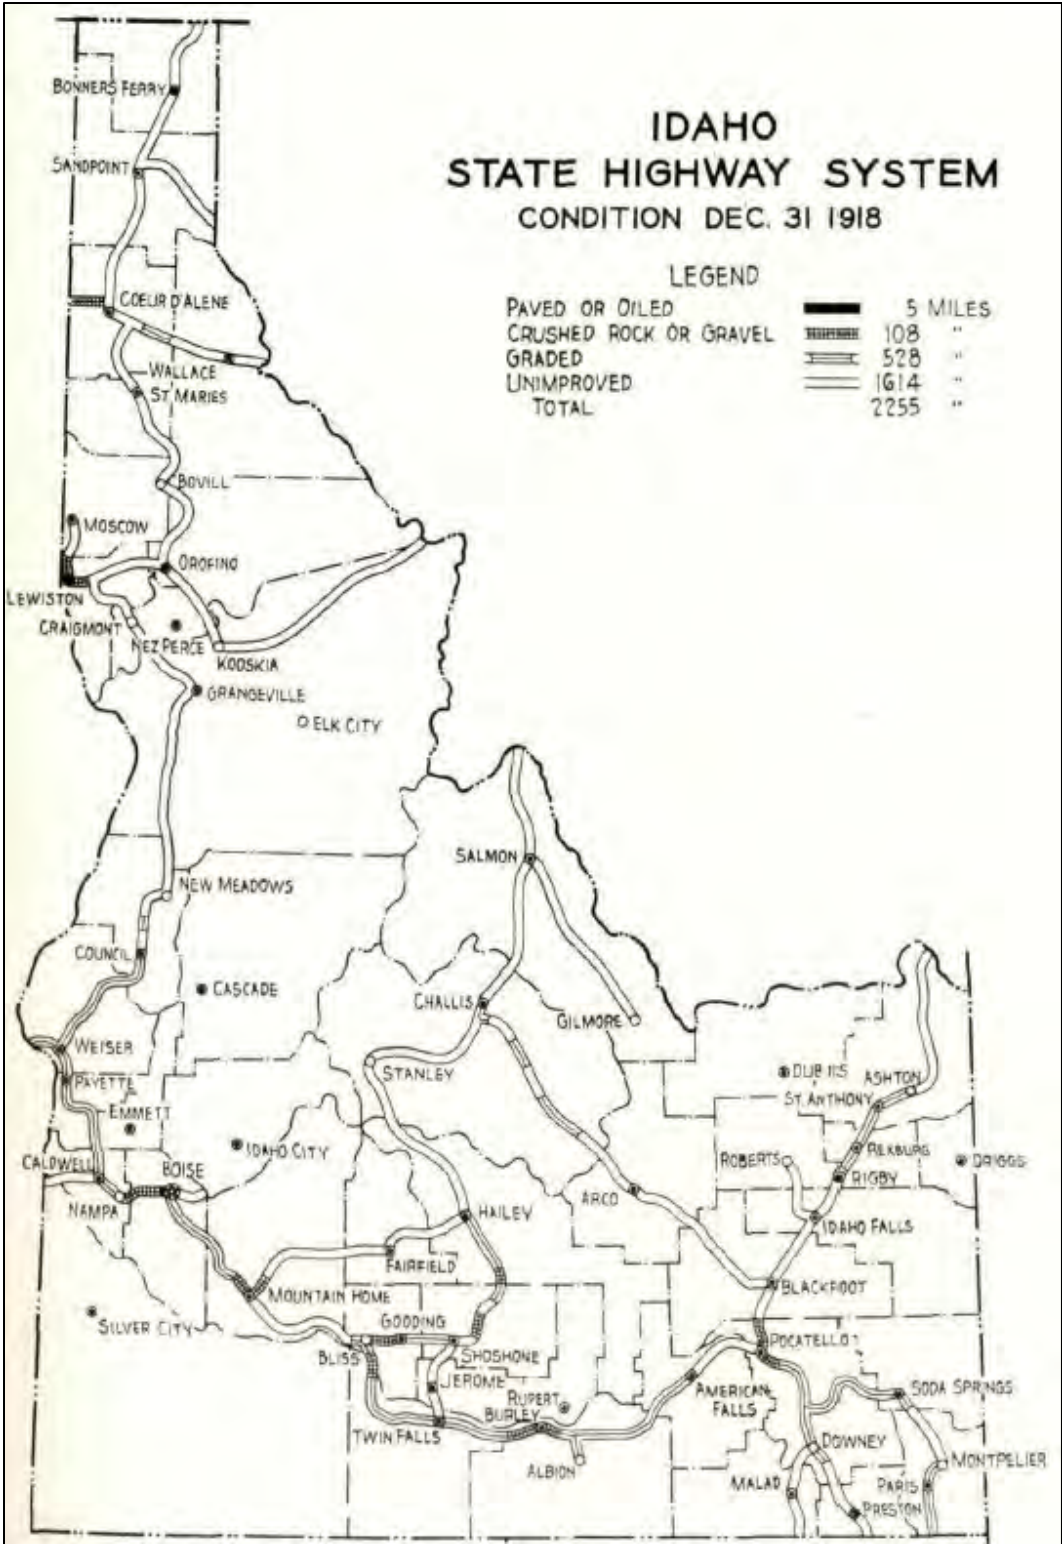 IDAHO
STATE HIGHWAY SYSTEM
CONDITION DEC. 31 1918
LEGEND
PAVED OR OILED 5 MILES
CRUSHED ROCK OR GRAVEL 108 "
GRADED 528 "
UNIMPROVED 1614 "
TOTAL 2255 "
BONNERS FERRY
SANDPOINT
COEUR D'ALENE
WALLACE
ST. MARIES
BOVILL
MOSCOW
OROFINO
LEWISTON
CRAIGMONT
NEZ PERCE
KOOSKIA
GRANGEVILLE
ELK CITY
SALMON
NEW MEADOWS
COUNCIL
CASCADE
CHALLIS
GILMORE
WEISER
STANLEY
DUBIIS
ASHTON
PAYETTE
ST. ANTHONY
EMMETT
IDAHO CITY
REXBURG
ROBERTS
DRIGGS
CALDWELL
BOISE
RIGBY
NAMPA
ARCO
HAILEY
IDAHO FALLS
FAIRFIELD
BLACKFOOT
MOUNTAIN HOME
SILVER CITY
GOODING
POCATELLO
BLISS
SHOSHONE
JEROME
AMERICAN
FALLS
SODA SPRINGS
RUPERT
BURLEY
TWIN FALLS
DOWNEY
ALBION
MONTPELIER
MALAD
PARIS
PRESTON